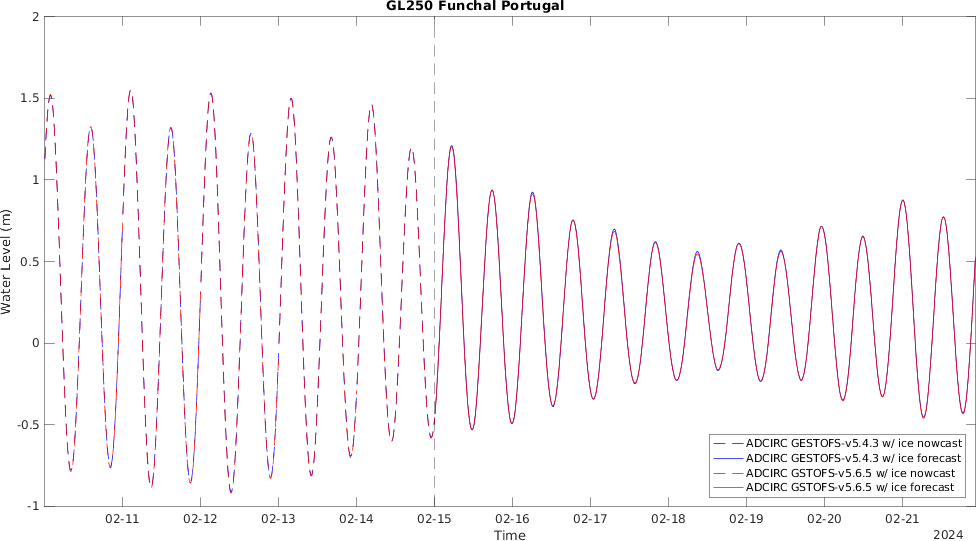 GL250 Funchal Portugal
2
1.5
1
0.5
0
-0.5
-1
Water Level (m)
ADCIRC GESTOFS-v5.4.3 w/ ice nowcast
ADCIRC GESTOFS-v5.4.3 w/ ice forecast
ADCIRC GSTOFS-v5.6.5 w/ ice nowcast
ADCIRC GSTOFS-v5.6.5 w/ ice forecast
02-11 02-12 02-13 02-14 02-15 02-16 02-17 02-18 02-19 02-20 02-21
Time
2024